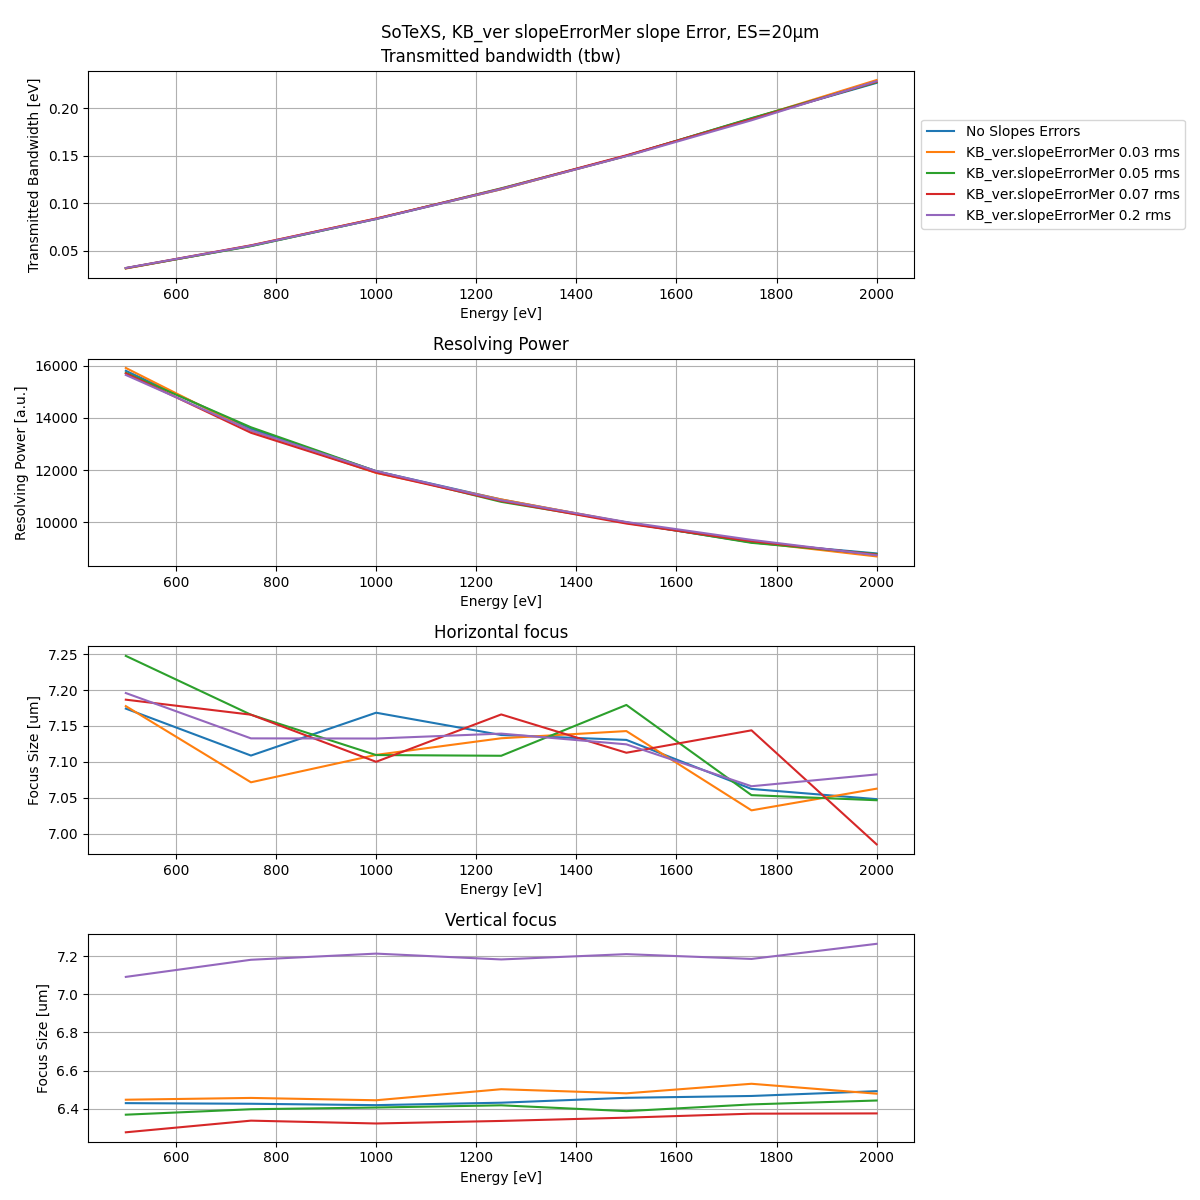 SoTeXS, KB_ver slopeErrorMer slope Error, ES=20μm
Transmitted bandwidth (tbw)
Transmitted Bandwidth [eV]
0.20
0.15
0.10
0.05
600 800 1000 1200 1400 1600 1800 2000
Energy [eV]
No Slopes Errors
KB_ver.slopeErrorMer 0.03 rms
KB_ver.slopeErrorMer 0.05 rms
KB_ver.slopeErrorMer 0.07 rms
KB_ver.slopeErrorMer 0.2 rms
Resolving Power
Resolving Power [a.u.]
16000
14000
12000
10000
600 800 1000 1200 1400 1600 1800 2000
Energy [eV]
Horizontal focus
Focus Size [um]
7.25
7.20
7.15
7.10
7.05
7.00
600 800 1000 1200 1400 1600 1800 2000
Energy [eV]
Vertical focus
Focus Size [um]
7.2
7.0
6.8
6.6
6.4
600 800 1000 1200 1400 1600 1800 2000
Energy [eV]